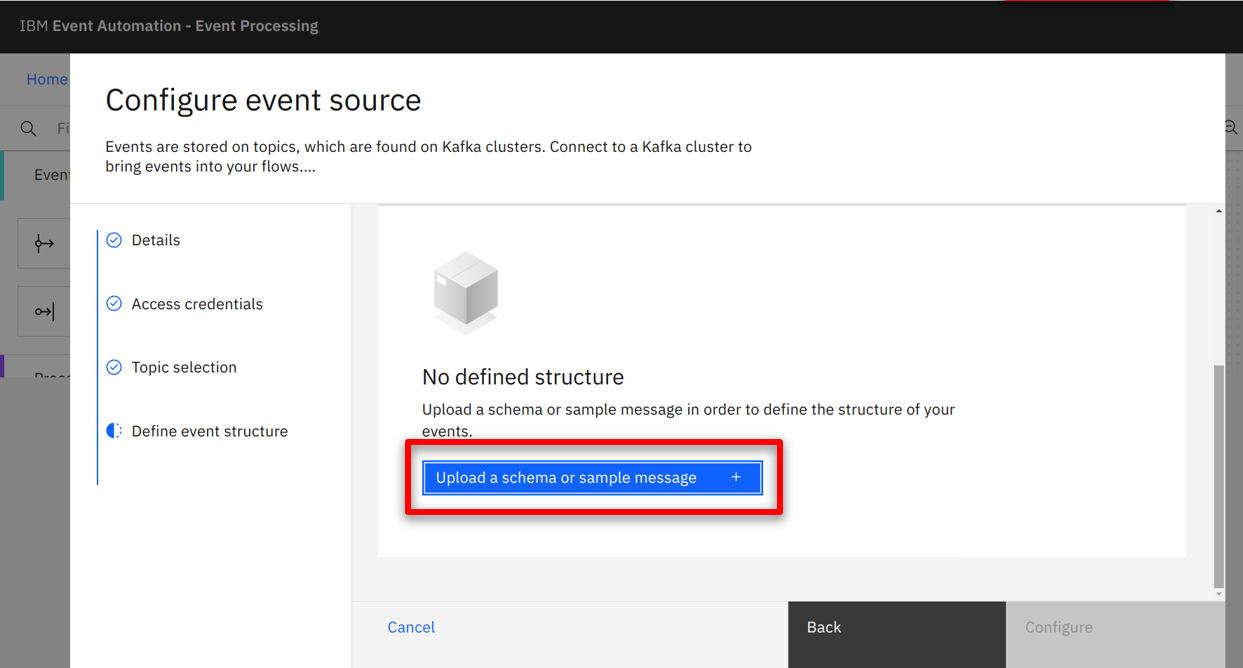 IBM Event Automation - Event Processing
Home
Configure event source
Events are stored on topics, which are found on Kafka clusters. Connect to a Kafka cluster to
bring events into your flows....
Details
Access credentials
Topic selection
Define event structure
No defined structure
Upload a schema or sample message in order to define the structure of your
events.
Upload a schema or sample message +
Cancel
Back
Configure